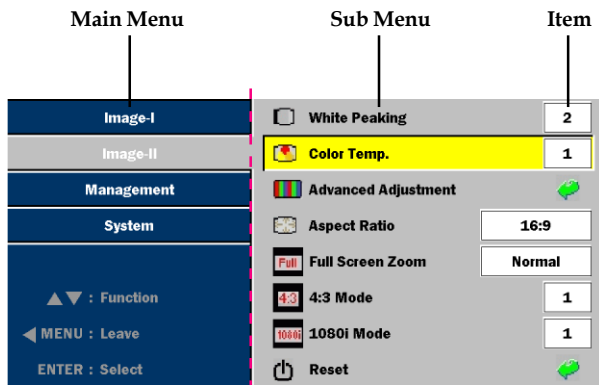 Main Menu Sub Menu Item
Image-I
Image-II
Management
System
▲▼ : Function
◀ MENU : Leave
ENTER : Select
White Peaking 2
Color Temp. 1
Advanced Adjustment
Aspect Ratio 16:9
Full Full Screen Zoom Normal
4:3 4:3 Mode 1
1080i 1080i Mode 1
Reset